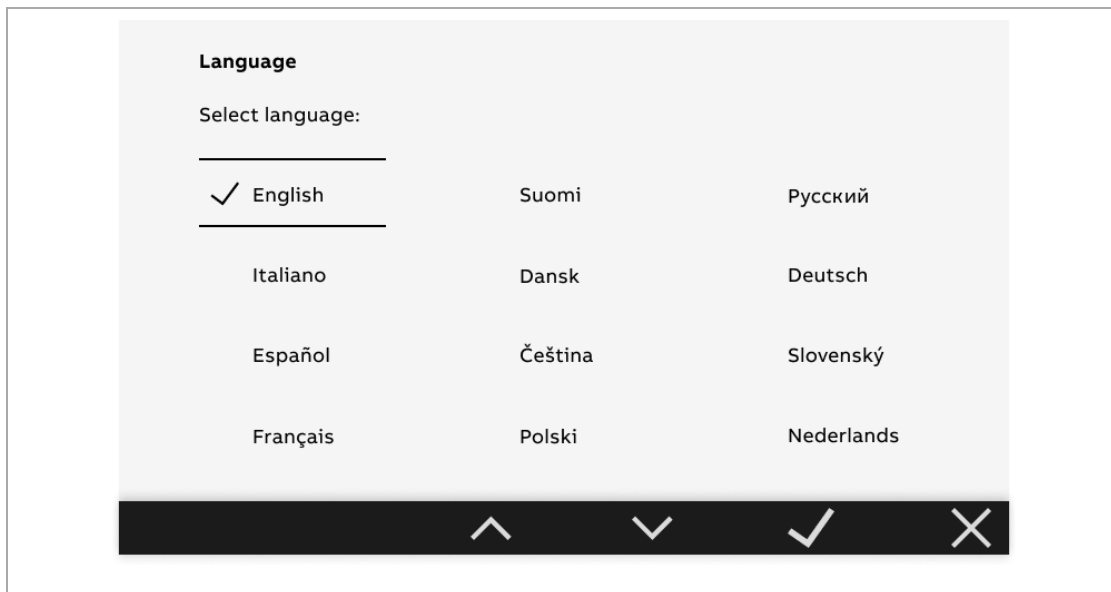 Language
Select language:
English Suomi Русский
Italiano Dansk Deutsch
Español Čeština Slovenský
Français Polski Nederlands